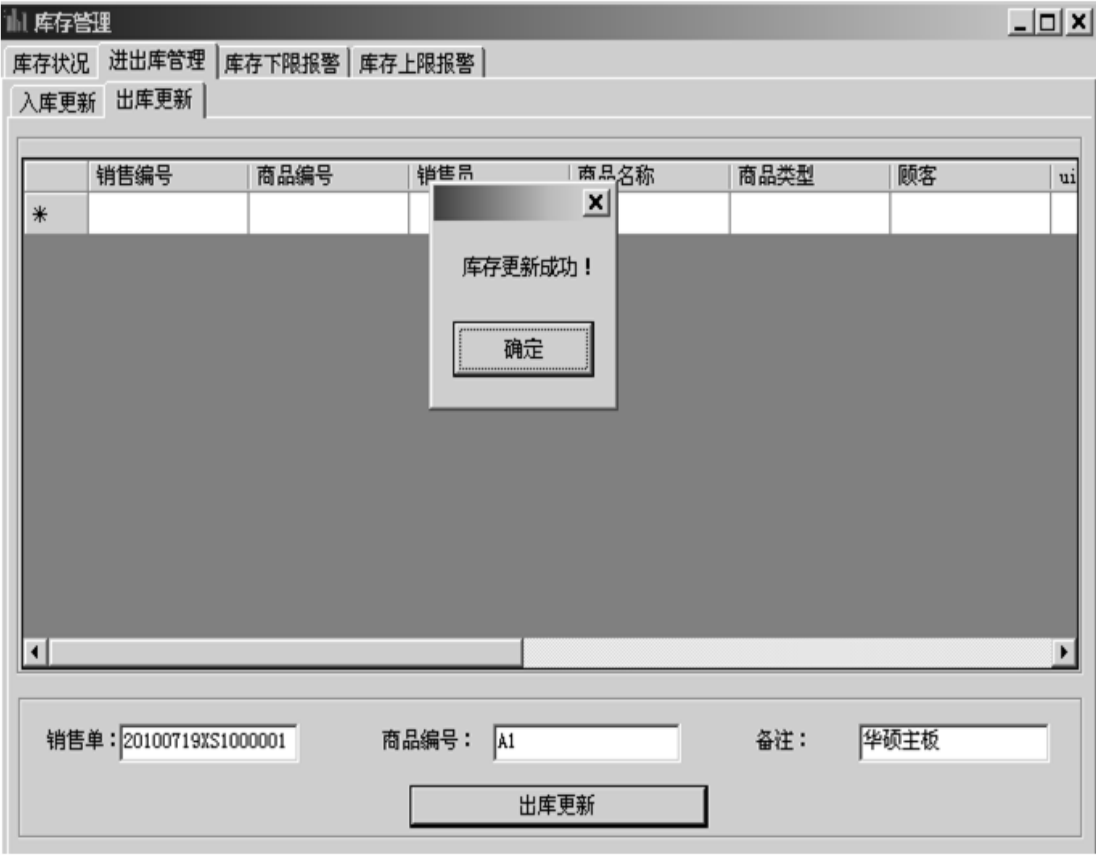 库存管理
库存状况 进出库管理 库存下限报警 库存上限报警
入库更新 出库更新
销售编号 商品编号 销售员 商品名称 商品类型 顾客 ui
*
库存更新成功！
确定
销售单：20100719XS1000001 商品编号： A1 备注： 华硕主板
出库更新